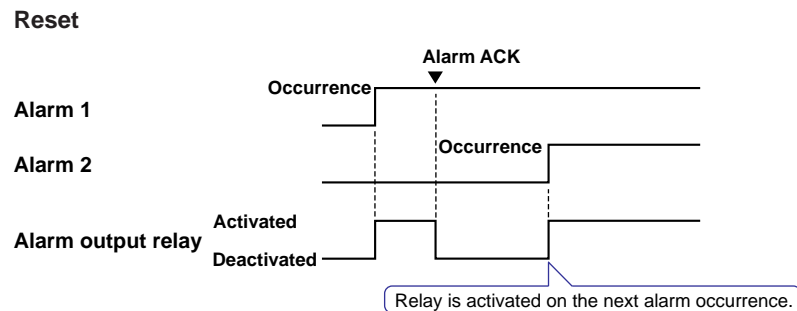 Reset
Alarm ACK
Occurrence
Alarm 1
Occurrence
Alarm 2
Activated
Alarm output relay
Deactivated
Relay is activated on the next alarm occurrence.